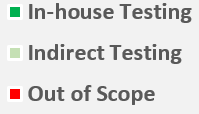 In-house Testing
Indirect Testing
Out of Scope